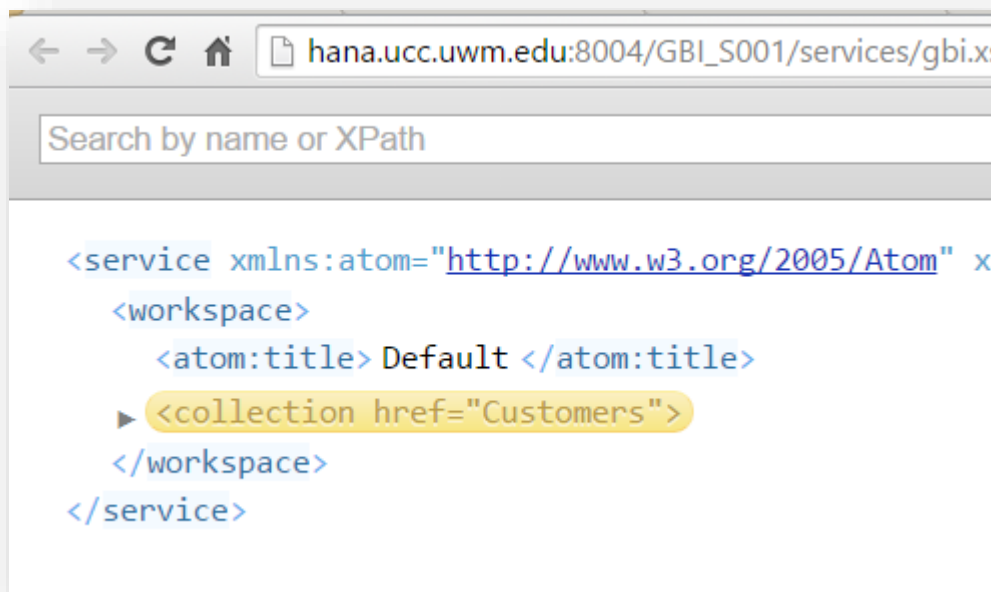 hana.ucc.uwm.edu:8004/GBI_S001/services/gbi.xs
Search by name or XPath
<service xmlns:atom="http://www.w3.org/2005/Atom" x
<workspace>
<atom:title> Default </atom:title>
<collection href="Customers">
</workspace>
</service>